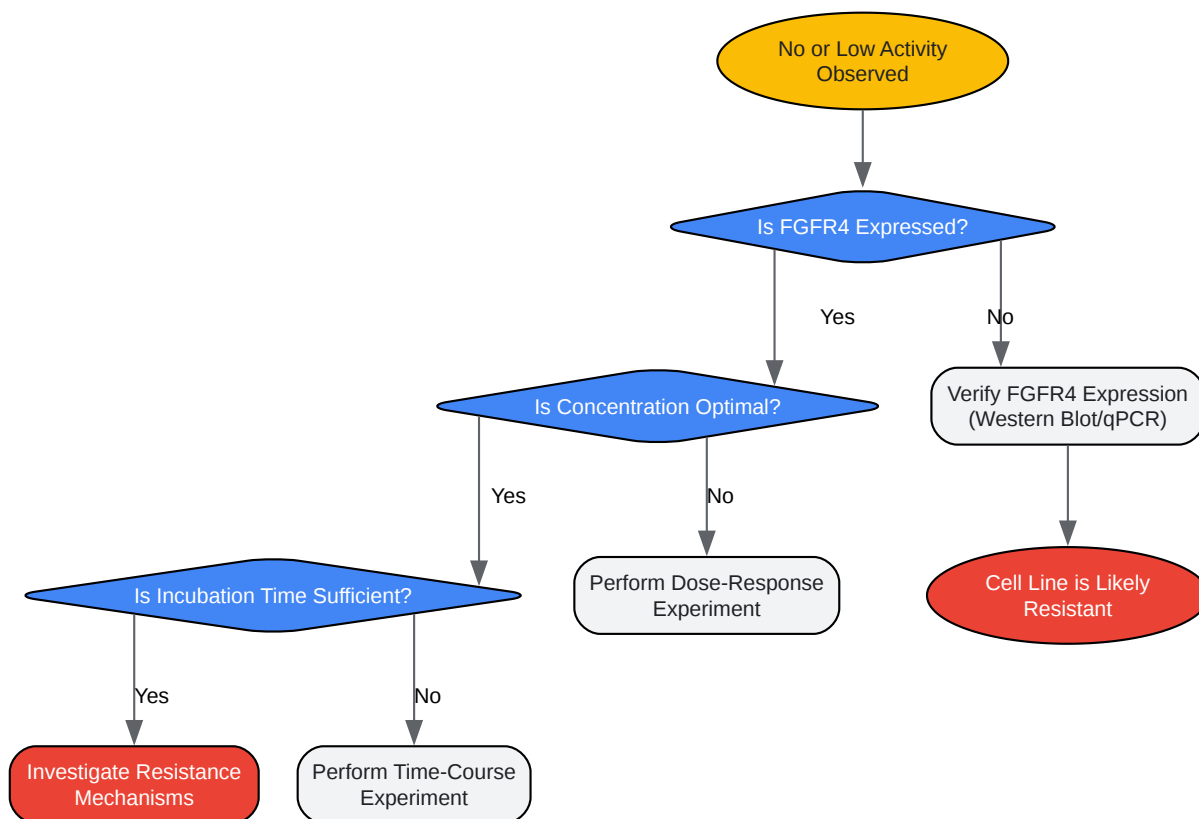 No or Low Activity
Observed
Is FGFR4 Expressed?
Yes
No
Is Concentration Optimal?
Verify FGFR4 Expression
(Western Blot/qPCR)
Yes
No
Is Incubation Time Sufficient?
Perform Dose-Response
Experiment
Cell Line is Likely
Resistant
Yes
No
Investigate Resistance
Mechanisms
Perform Time-Course
Experiment